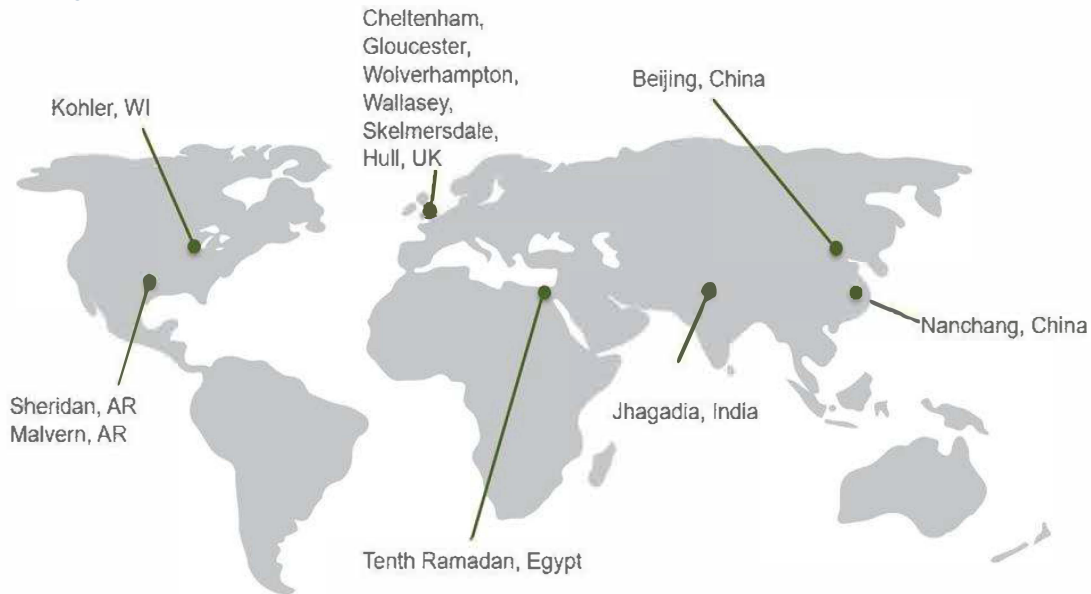 Cheltenham,
Gloucester,
Wolverhampton,
Wallasey,
Skelmersdale,
Hull, UK
Beijing, China
Kohler, WI
Nanchang, China
Sheridan, AR
Malvern, AR
Jhagadia, India
Tenth Ramadan, Egypt